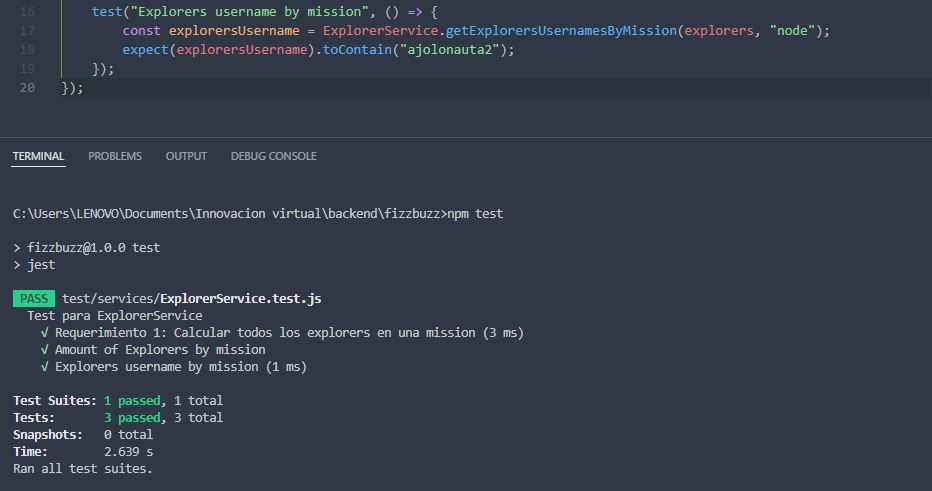 16 test("Explorers username by mission", () => {
17 const explorersUsername = ExplorerService.getExplorersUsernamesByMission(explorers, "node");
18 expect(explorersUsername).toContain("ajolonauta2");
19 });
20 });
TERMINAL PROBLEMS OUTPUT DEBUG CONSOLE
C:\Users\LENOVO\Documents\Innovacion virtual\backend\fizzbuzz>npm test
> fizzbuzz@1.0.0 test
> jest
PASS test/services/ExplorerService.test.js
Test para ExplorerService
√ Requerimiento 1: Calcular todos los explorers en una mission (3 ms)
√ Amount of Explorers by mission
√ Explorers username by mission (1 ms)
Test Suites: 1 passed, 1 total
Tests: 3 passed, 3 total
Snapshots: 0 total
Time: 2.639 s
Ran all test suites.